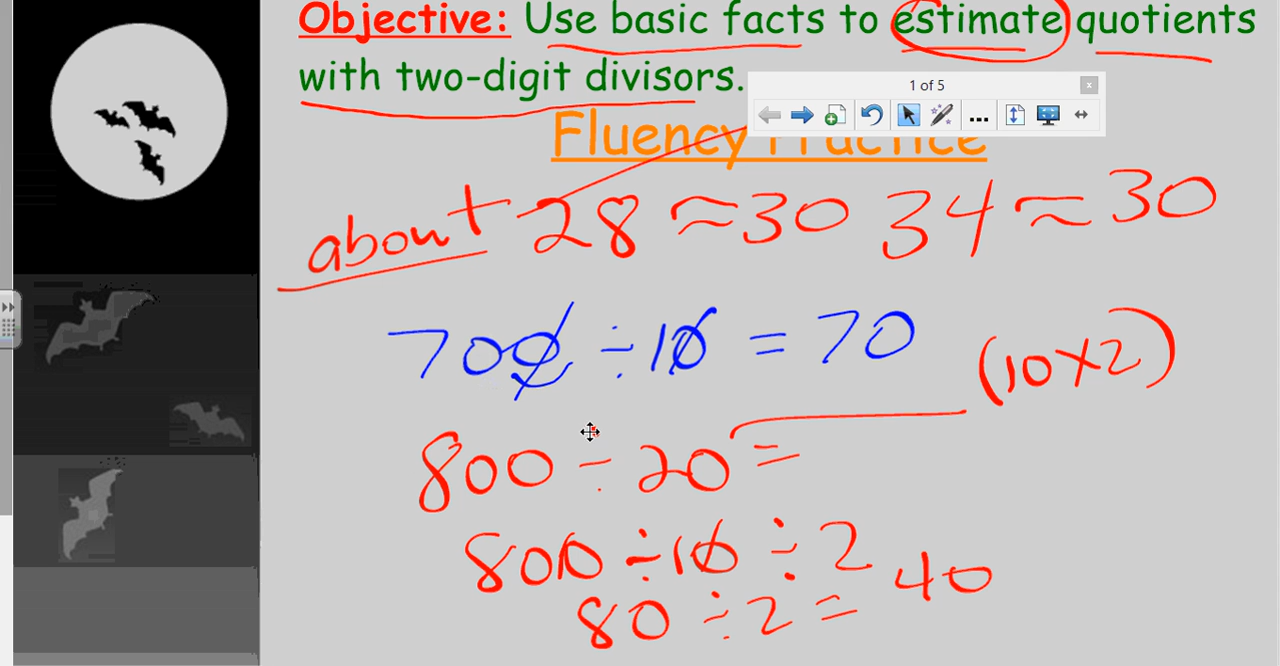 Objective: Use basic facts to estimate quotients
with two-digit divisors.
1 of 5
Fluency Practice
about 28 ≈ 30 34 ≈ 30
700 ÷ 10 = 70
(10 × 2)
800 ÷ 20 =
800 ÷ 10 ÷ 2
80 ÷ 2 = 40